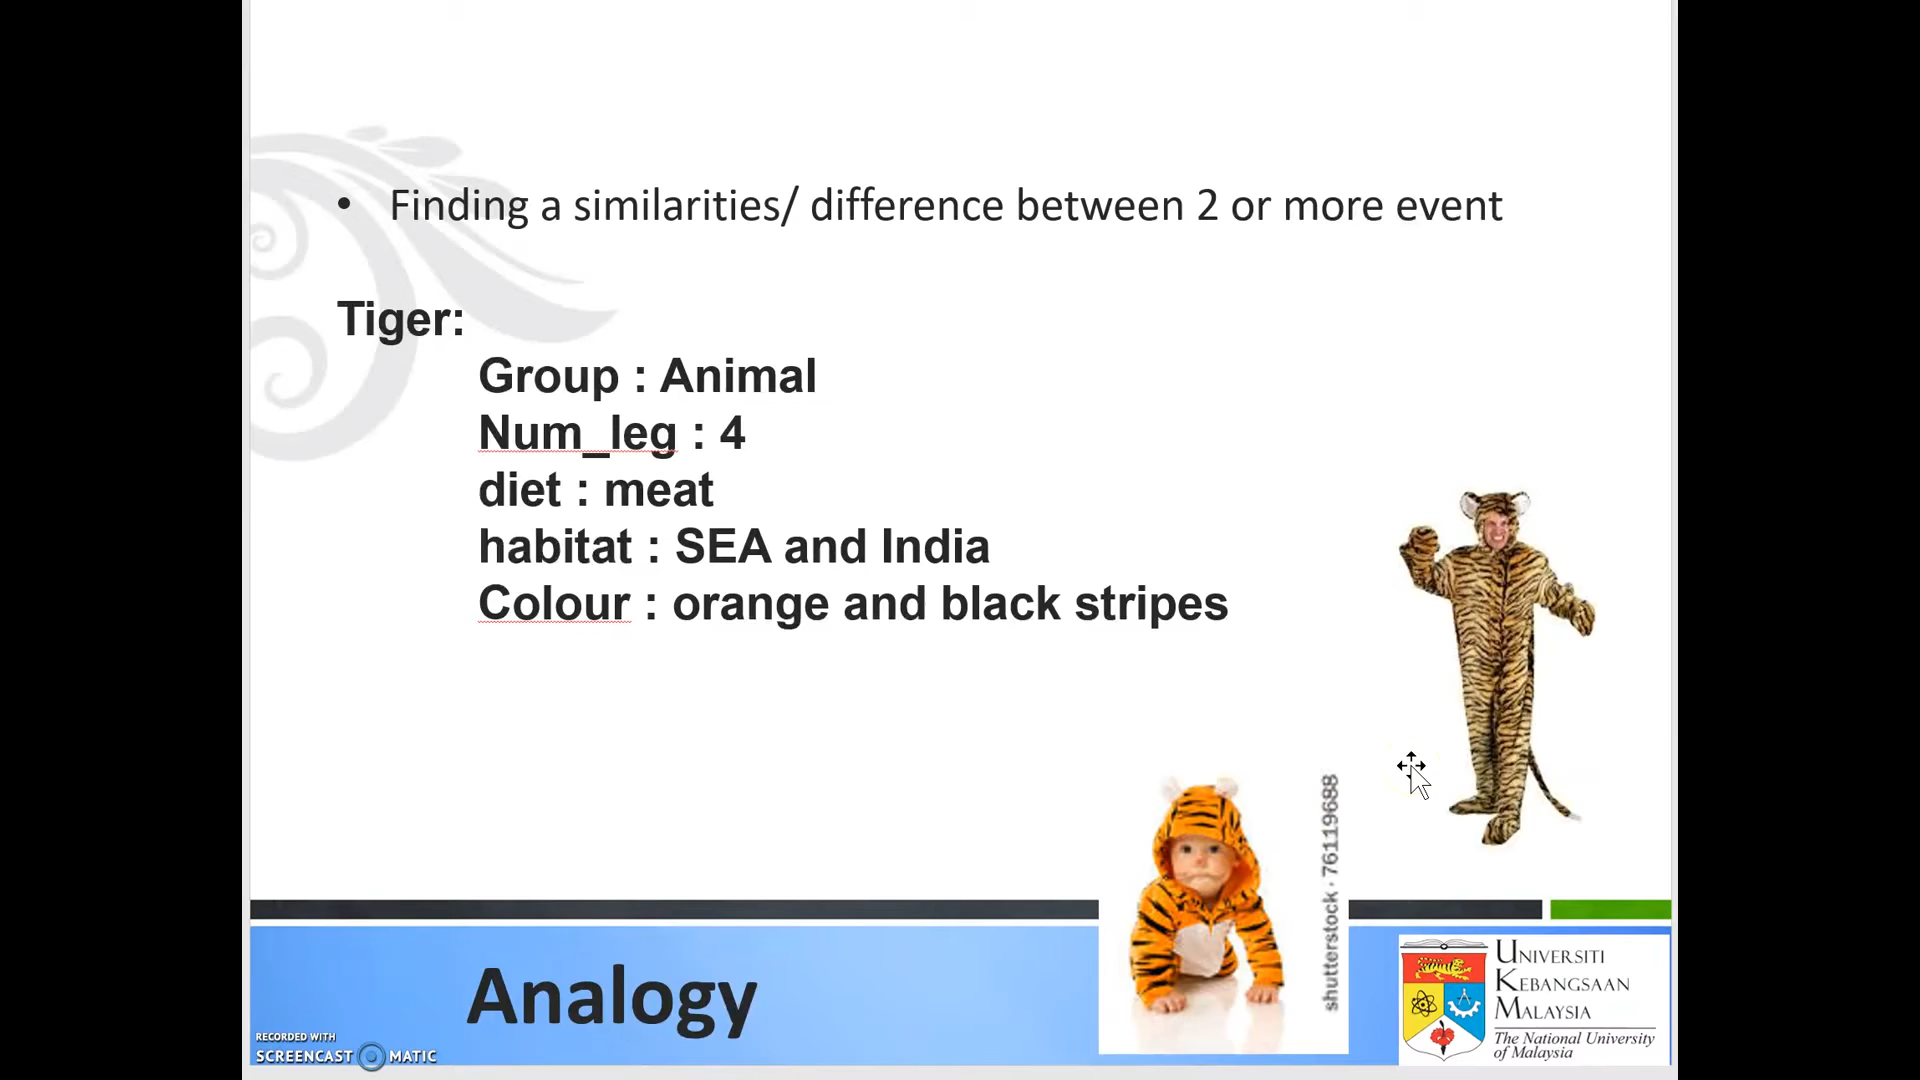 • Finding a similarities/ difference between 2 or more event
Tiger:
Group : Animal
Num_leg : 4
diet : meat
habitat : SEA and India
Colour : orange and black stripes
shutterstock · 76119688
Analogy
RECORDED WITH
SCREENCAST MATIC
UNIVERSITI
KEBANGSAAN
MALAYSIA
The National University
of Malaysia